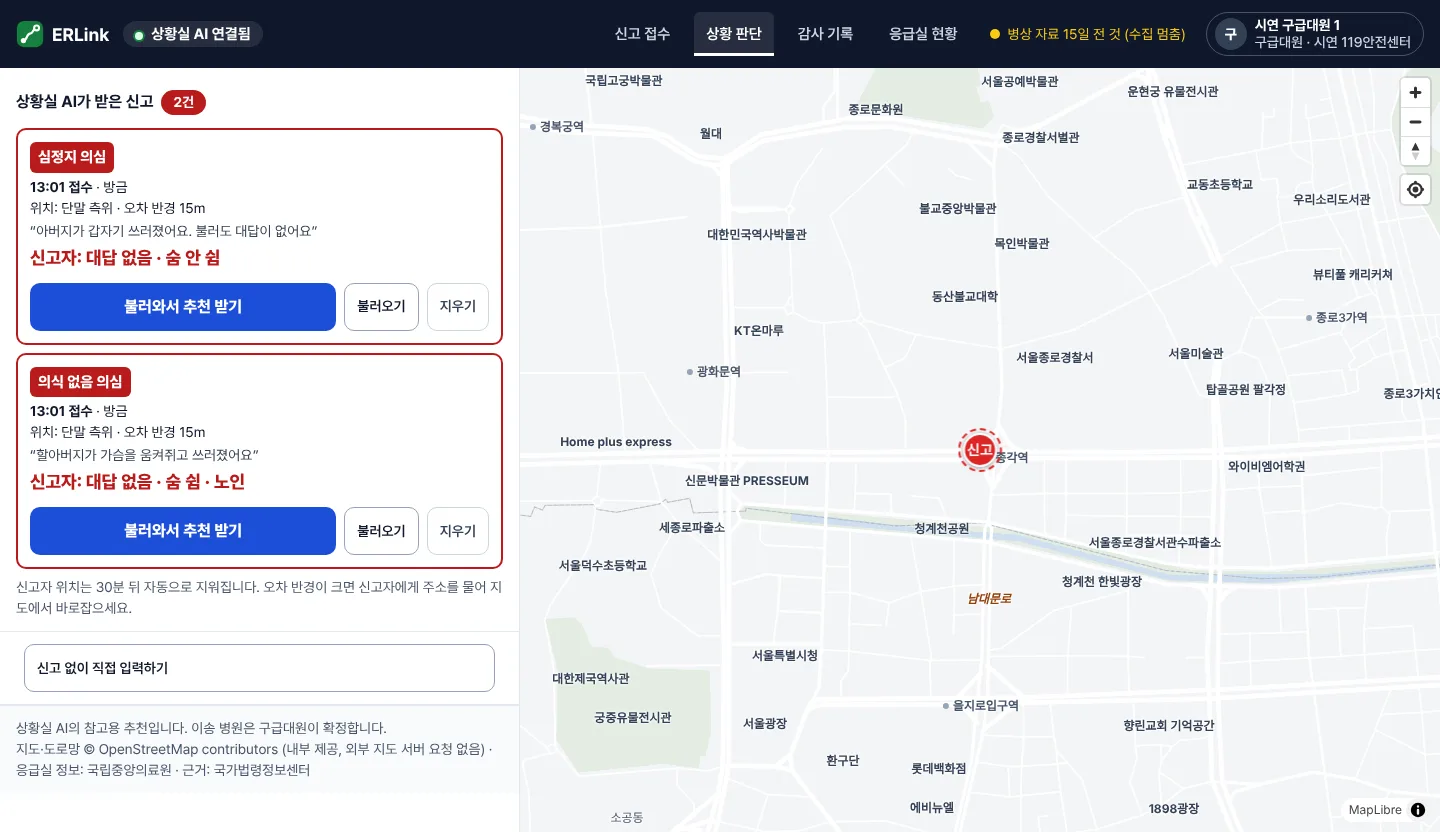 ERLink
상황실 AI 연결됨
신고 접수
상황 판단
감사 기록
응급실 현황
병상 자료 15일 전 것 (수집 멈춤)
구
시연 구급대원 1
구급대원 · 시연 119안전센터
상황실 AI가 받은 신고
2건
심정지 의심
13:01 접수 · 방금
위치: 단말 측위 · 오차 반경 15m
“아버지가 갑자기 쓰러졌어요. 불러도 대답이 없어요”
신고자: 대답 없음 · 숨 안 쉼
불러와서 추천 받기
불러오기
지우기
의식 없음 의심
13:01 접수 · 방금
위치: 단말 측위 · 오차 반경 15m
“할아버지가 가슴을 움켜쥐고 쓰러졌어요”
신고자: 대답 없음 · 숨 쉼 · 노인
불러와서 추천 받기
불러오기
지우기
신고자 위치는 30분 뒤 자동으로 지워집니다. 오차 반경이 크면 신고자에게 주소를 물어 지
도에서 바로잡으세요.
신고 없이 직접 입력하기
상황실 AI의 참고용 추천입니다. 이송 병원은 구급대원이 확정합니다.
지도·도로망 © OpenStreetMap contributors (내부 제공, 외부 지도 서버 요청 없음) ·
응급실 정보: 국립중앙의료원 · 근거: 국가법령정보센터
국립고궁박물관
서울공예박물관
운현궁 유물전시관
종로문화원
경복궁역
월대
종로경찰서별관
교동초등학교
우리소리도서관
불교중앙박물관
대한민국역사박물관
목인박물관
뷰티풀 캐리커쳐
동산불교대학
종로3가역
KT온마루
서울종로경찰서
서울미술관
광화문역
탑골공원 팔각정
종로3가치안
Home plus express
신고
종각역
와이비엠어학권
신문박물관 PRESSEUM
세종로파출소
청계천공원
서울종로경찰서관수파출소
서울덕수초등학교
청계천 한빛광장
남대문로
서울특별시청
대한제국역사관
을지로입구역
궁중유물전시관
서울광장
향린교회 기억공간
환구단
롯데백화점
에비뉴엘
1898광장
소공동
MapLibre